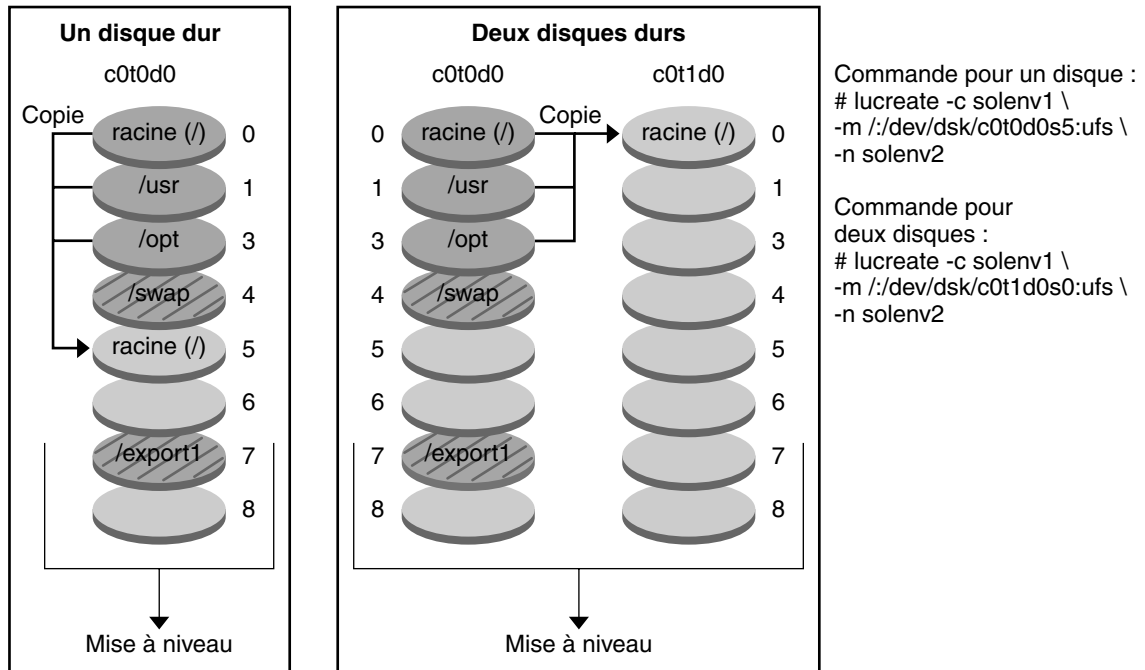 Un disque dur
c0t0d0
Copie
racine (/) 0
/usr 1
/opt 3
/swap 4
racine (/) 5
6
/export1 7
8
Mise à niveau
Deux disques durs
c0t0d0 c0t1d0
Copie
0 racine (/) racine (/) 0
1 /usr 1
3 /opt 3
4 /swap 4
5 5
6 6
7 /export1 7
8 8
Mise à niveau
Commande pour un disque :
# lucreate -c solenv1 \
-m /:/dev/dsk/c0t0d0s5:ufs \
-n solenv2
Commande pour
deux disques :
# lucreate -c solenv1 \
-m /:/dev/dsk/c0t1d0s0:ufs \
-n solenv2